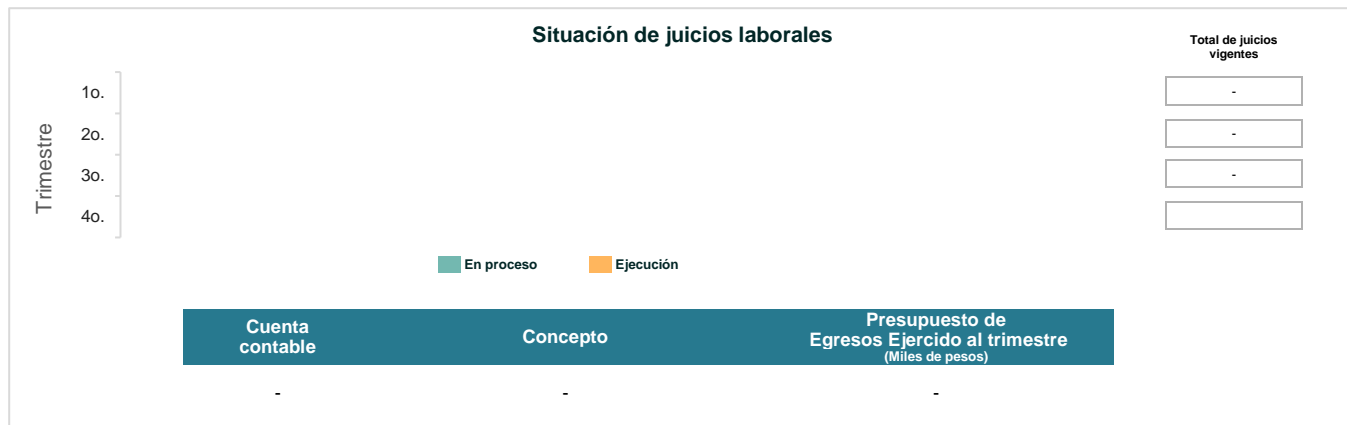 Situación de juicios laborales
Total de juicios
vigentes
Trimestre
1o.
-
2o.
-
3o.
-
4o.
En proceso
Ejecución
Cuenta
contable
Concepto
Presupuesto de
Egresos Ejercido al trimestre
(Miles de pesos)
-
-
-